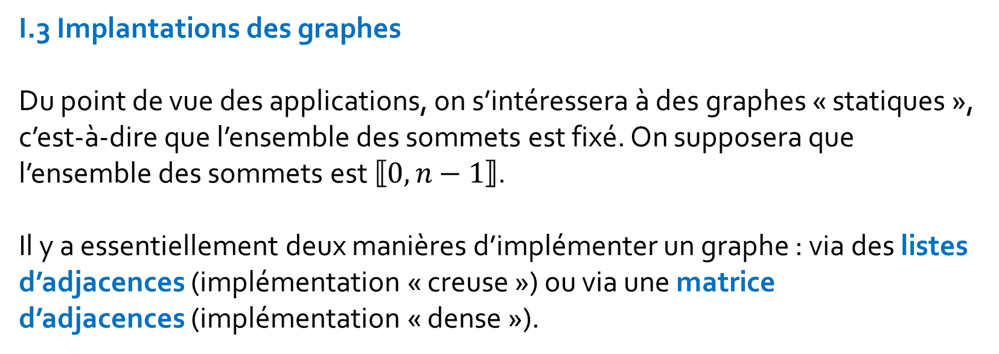 I.3 Implantations des graphes
Du point de vue des applications, on s’intéressera à des graphes « statiques »,
c’est-à-dire que l’ensemble des sommets est fixé. On supposera que
l’ensemble des sommets est ⟦0, n − 1⟧.
Il y a essentiellement deux manières d’implémenter un graphe : via des listes
d’adjacences (implémentation « creuse ») ou via une matrice
d’adjacences (implémentation « dense »).